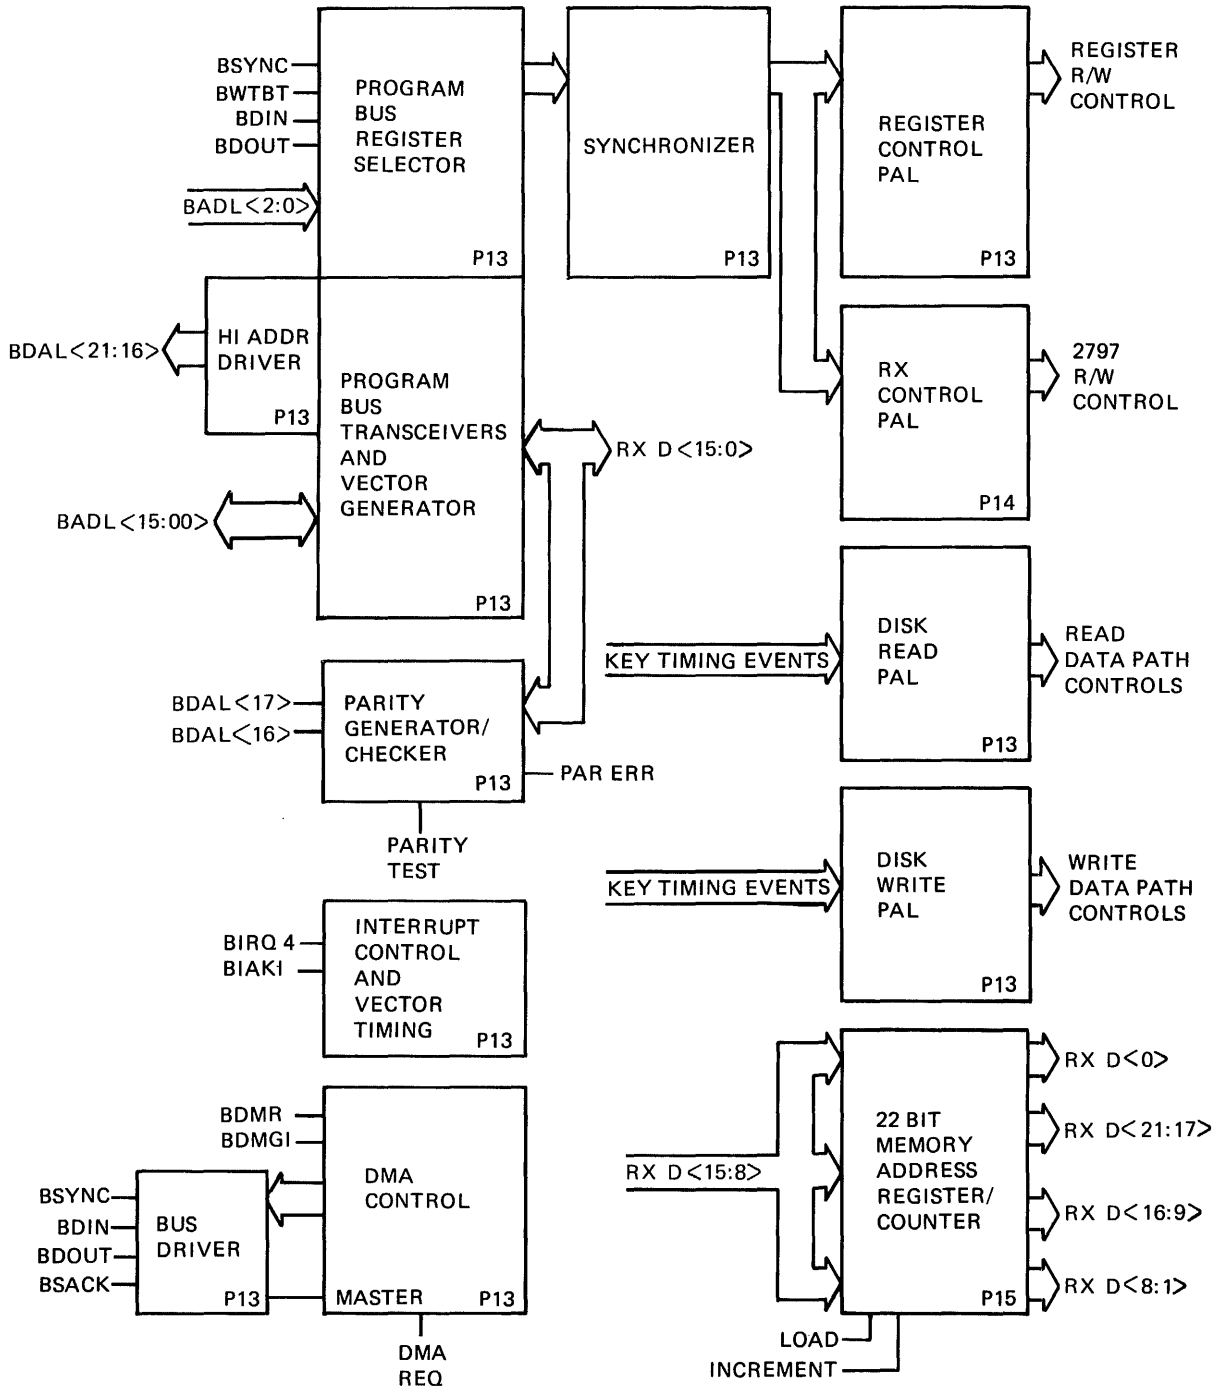 BSYNC
BWTBT
BDIN
BDOUT
BADL<2:0>
PROGRAM
BUS
REGISTER
SELECTOR
P13
SYNCHRONIZER
P13
REGISTER
CONTROL
PAL
P13
REGISTER
R/W
CONTROL
BDAL<21:16>
HI ADDR
DRIVER
P13
PROGRAM
BUS
TRANSCEIVERS
AND
VECTOR
GENERATOR
P13
BADL<15:00>
RX D<15:0>
RX
CONTROL
PAL
P14
2797
R/W
CONTROL
KEY TIMING EVENTS
DISK
READ
PAL
P13
READ
DATA PATH
CONTROLS
BDAL<17>
BDAL<16>
PARITY
GENERATOR/
CHECKER
P13
PAR ERR
PARITY
TEST
KEY TIMING EVENTS
DISK
WRITE
PAL
P13
WRITE
DATA PATH
CONTROLS
BIRQ 4
BIAKI
INTERRUPT
CONTROL
AND
VECTOR
TIMING
P13
BDMR
BDMGI
DMA
CONTROL
MASTER
P13
DMA
REQ
BSYNC
BDIN
BDOUT
BSACK
BUS
DRIVER
P13
RX D<15:8>
22 BIT
MEMORY
ADDRESS
REGISTER/
COUNTER
P15
RX D<0>
RX D<21:17>
RX D<16:9>
RX D<8:1>
LOAD
INCREMENT